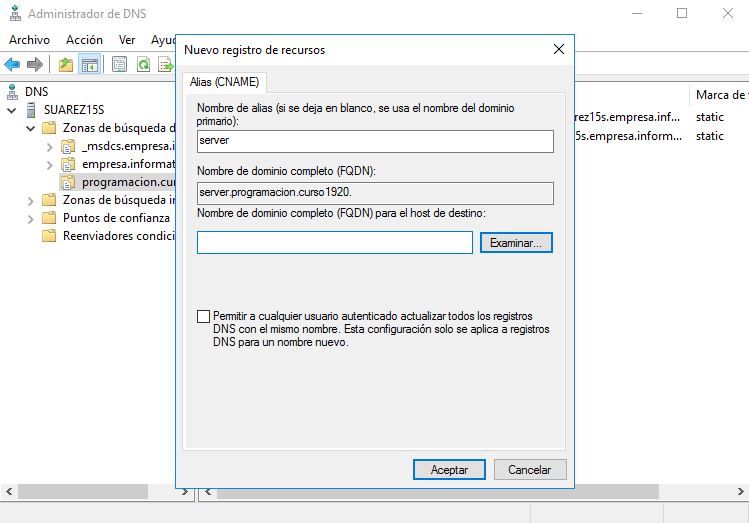 Administrador de DNS
Archivo Acción Ver
DNS
SUAREZ15S
Zonas de búsqueda d
_msdcs.empresa.i
empresa.informat
programacion.cur
Zonas de búsqueda in
Puntos de confianza
Reenviadores condici
Nuevo registro de recursos
Alias (CNAME)
Nombre de alias (si se deja en blanco, se usa el nombre del dominio
primario):
server
Nombre de dominio completo (FQDN):
server.programacion.curso1920.
Nombre de dominio completo (FQDN) para el host de destino:
Examinar...
Permitir a cualquier usuario autenticado actualizar todos los registros
DNS con el mismo nombre. Esta configuración solo se aplica a registros
DNS para un nombre nuevo.
Aceptar Cancelar
Marca de
rez15s.empresa.inf... static
5s.empresa.inform... static